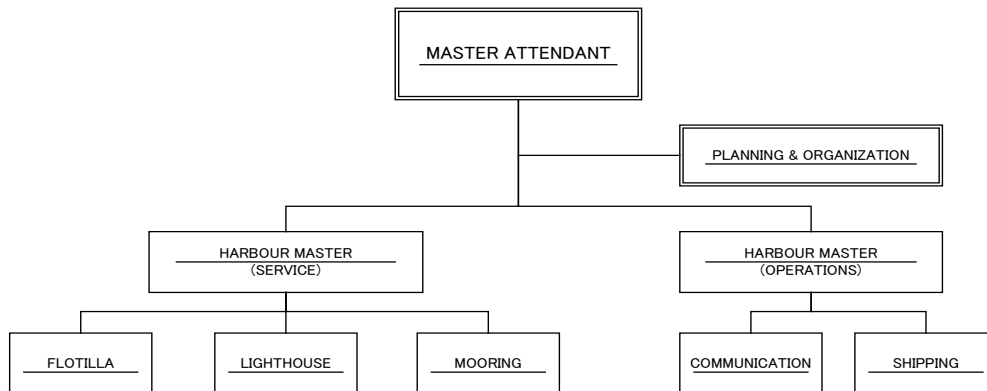 MASTER ATTENDANT
PLANNING & ORGANIZATION
HARBOUR MASTER
(SERVICE)
HARBOUR MASTER
(OPERATIONS)
FLOTILLA
LIGHTHOUSE
MOORING
COMMUNICATION
SHIPPING